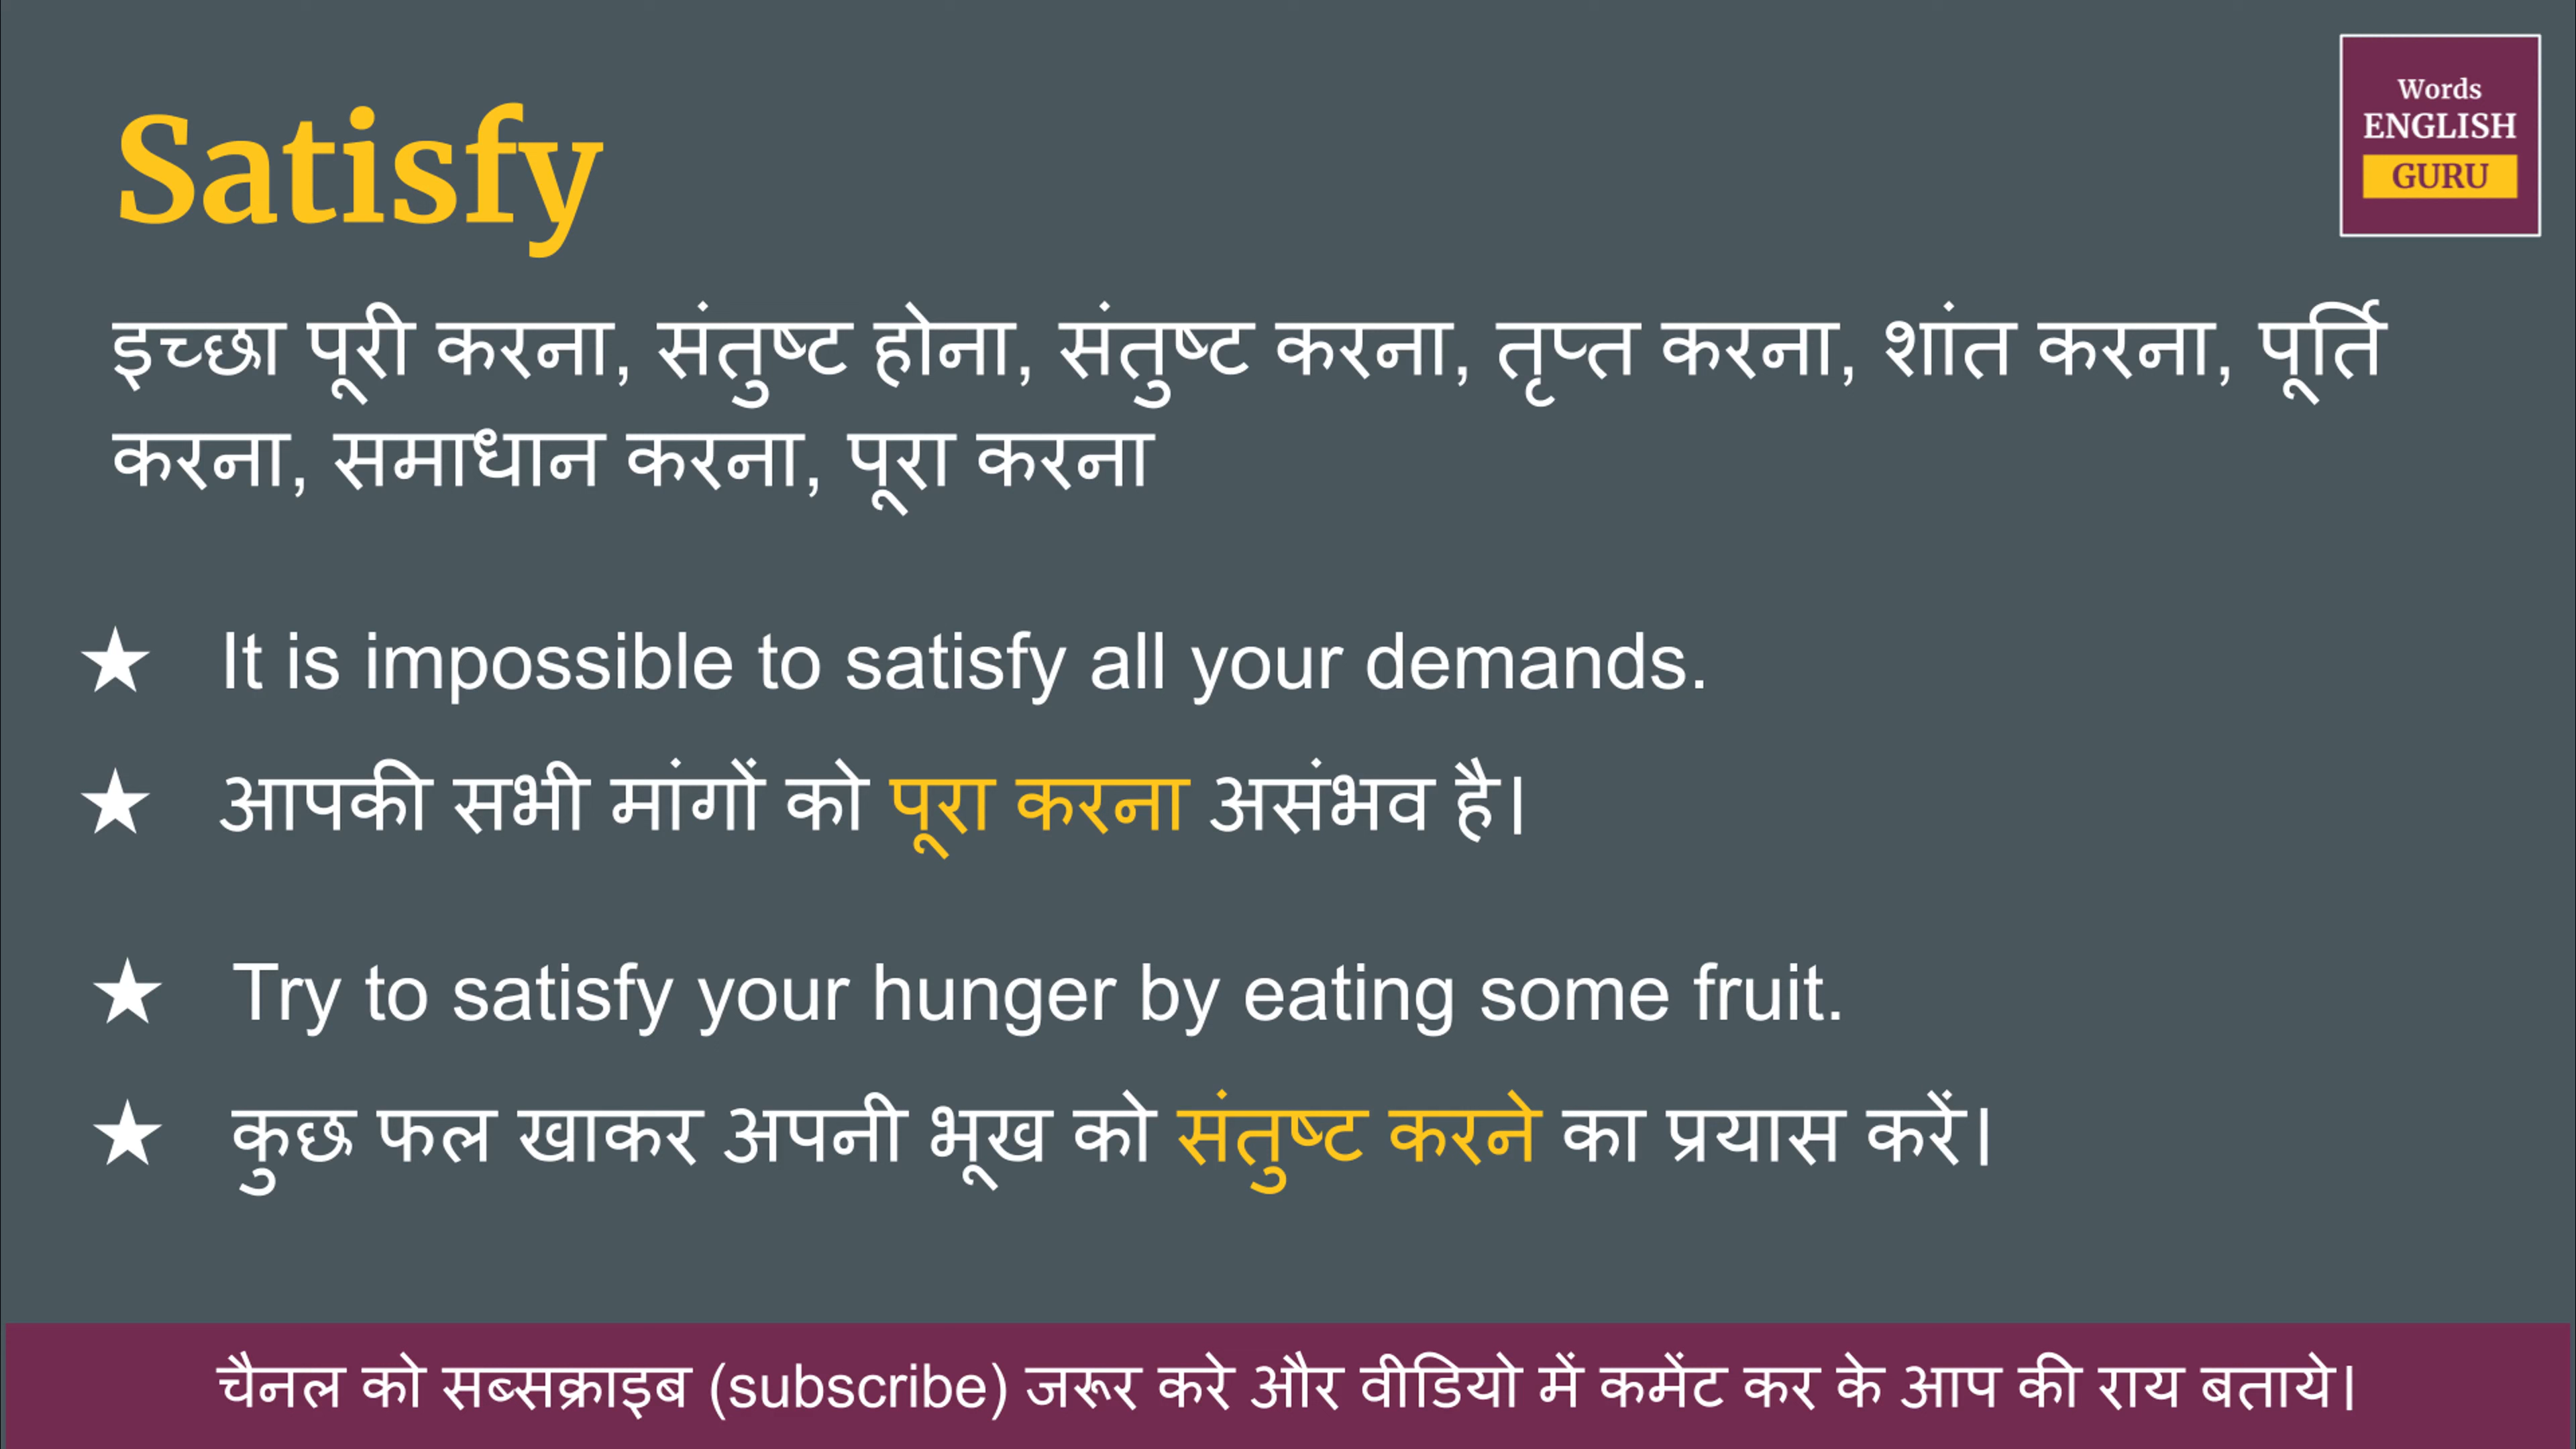 Words
ENGLISH
GURU
Satisfy
इच्छा पूरी करना, संतुष्ट होना, संतुष्ट करना, तृप्त करना, शांत करना, पूर्ति
करना, समाधान करना, पूरा करना
★ It is impossible to satisfy all your demands.
★ आपकी सभी मांगों को पूरा करना असंभव है।
★ Try to satisfy your hunger by eating some fruit.
★ कुछ फल खाकर अपनी भूख को संतुष्ट करने का प्रयास करें।
चैनल को सब्सक्राइब (subscribe) जरूर करे और वीडियो में कमेंट कर के आप की राय बताये।